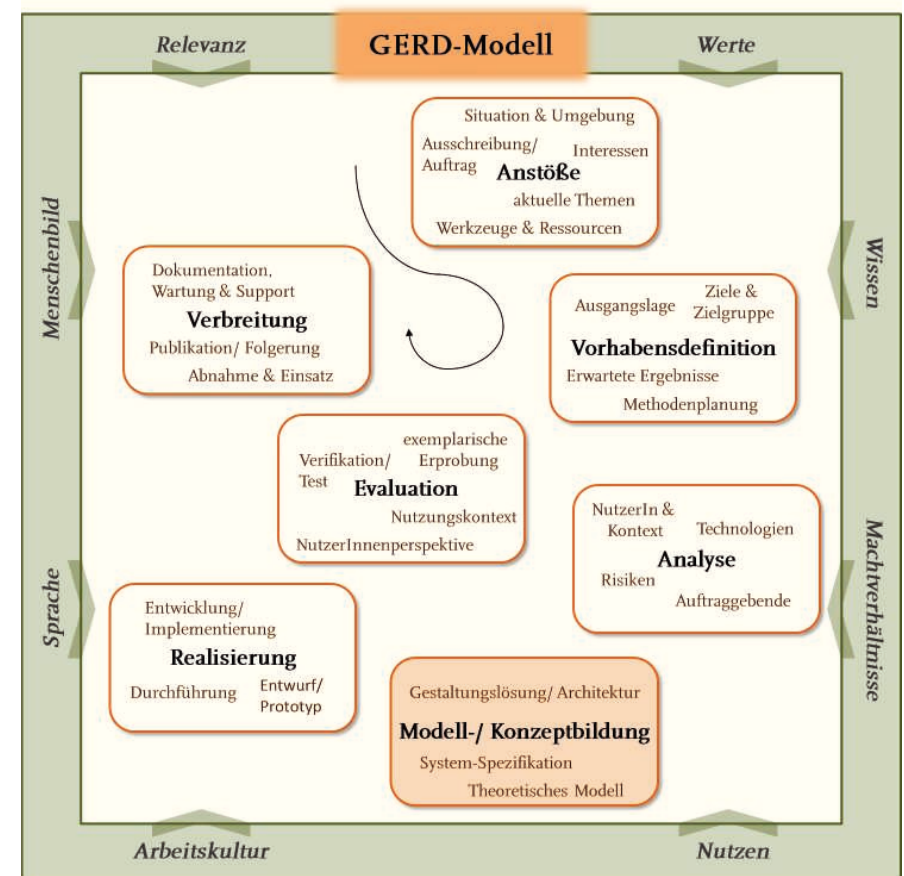 Relevanz
GERD-Modell
Werte
Menschenbild
Wissen
Sprache
Machtverhältnisse
Situation & Umgebung
Ausschreibung/
Auftrag
Interessen
Anstöße
aktuelle Themen
Werkzeuge & Ressourcen
Dokumentation,
Wartung & Support
Verbreitung
Publikation/ Folgerung
Abnahme & Einsatz
Ausgangslage
Ziele &
Zielgruppe
Vorhabensdefinition
Erwartete Ergebnisse
Methodenplanung
Verifikation/
Test
exemplarische
Erprobung
Evaluation
Nutzungskontext
NutzerInnenperspektive
NutzerIn &
Kontext
Technologien
Analyse
Risiken
Auftraggebende
Entwicklung/
Implementierung
Realisierung
Durchführung
Entwurf/
Prototyp
Gestaltungslösung/ Architektur
Modell-/ Konzeptbildung
System-Spezifikation
Theoretisches Modell
Arbeitskultur
Nutzen